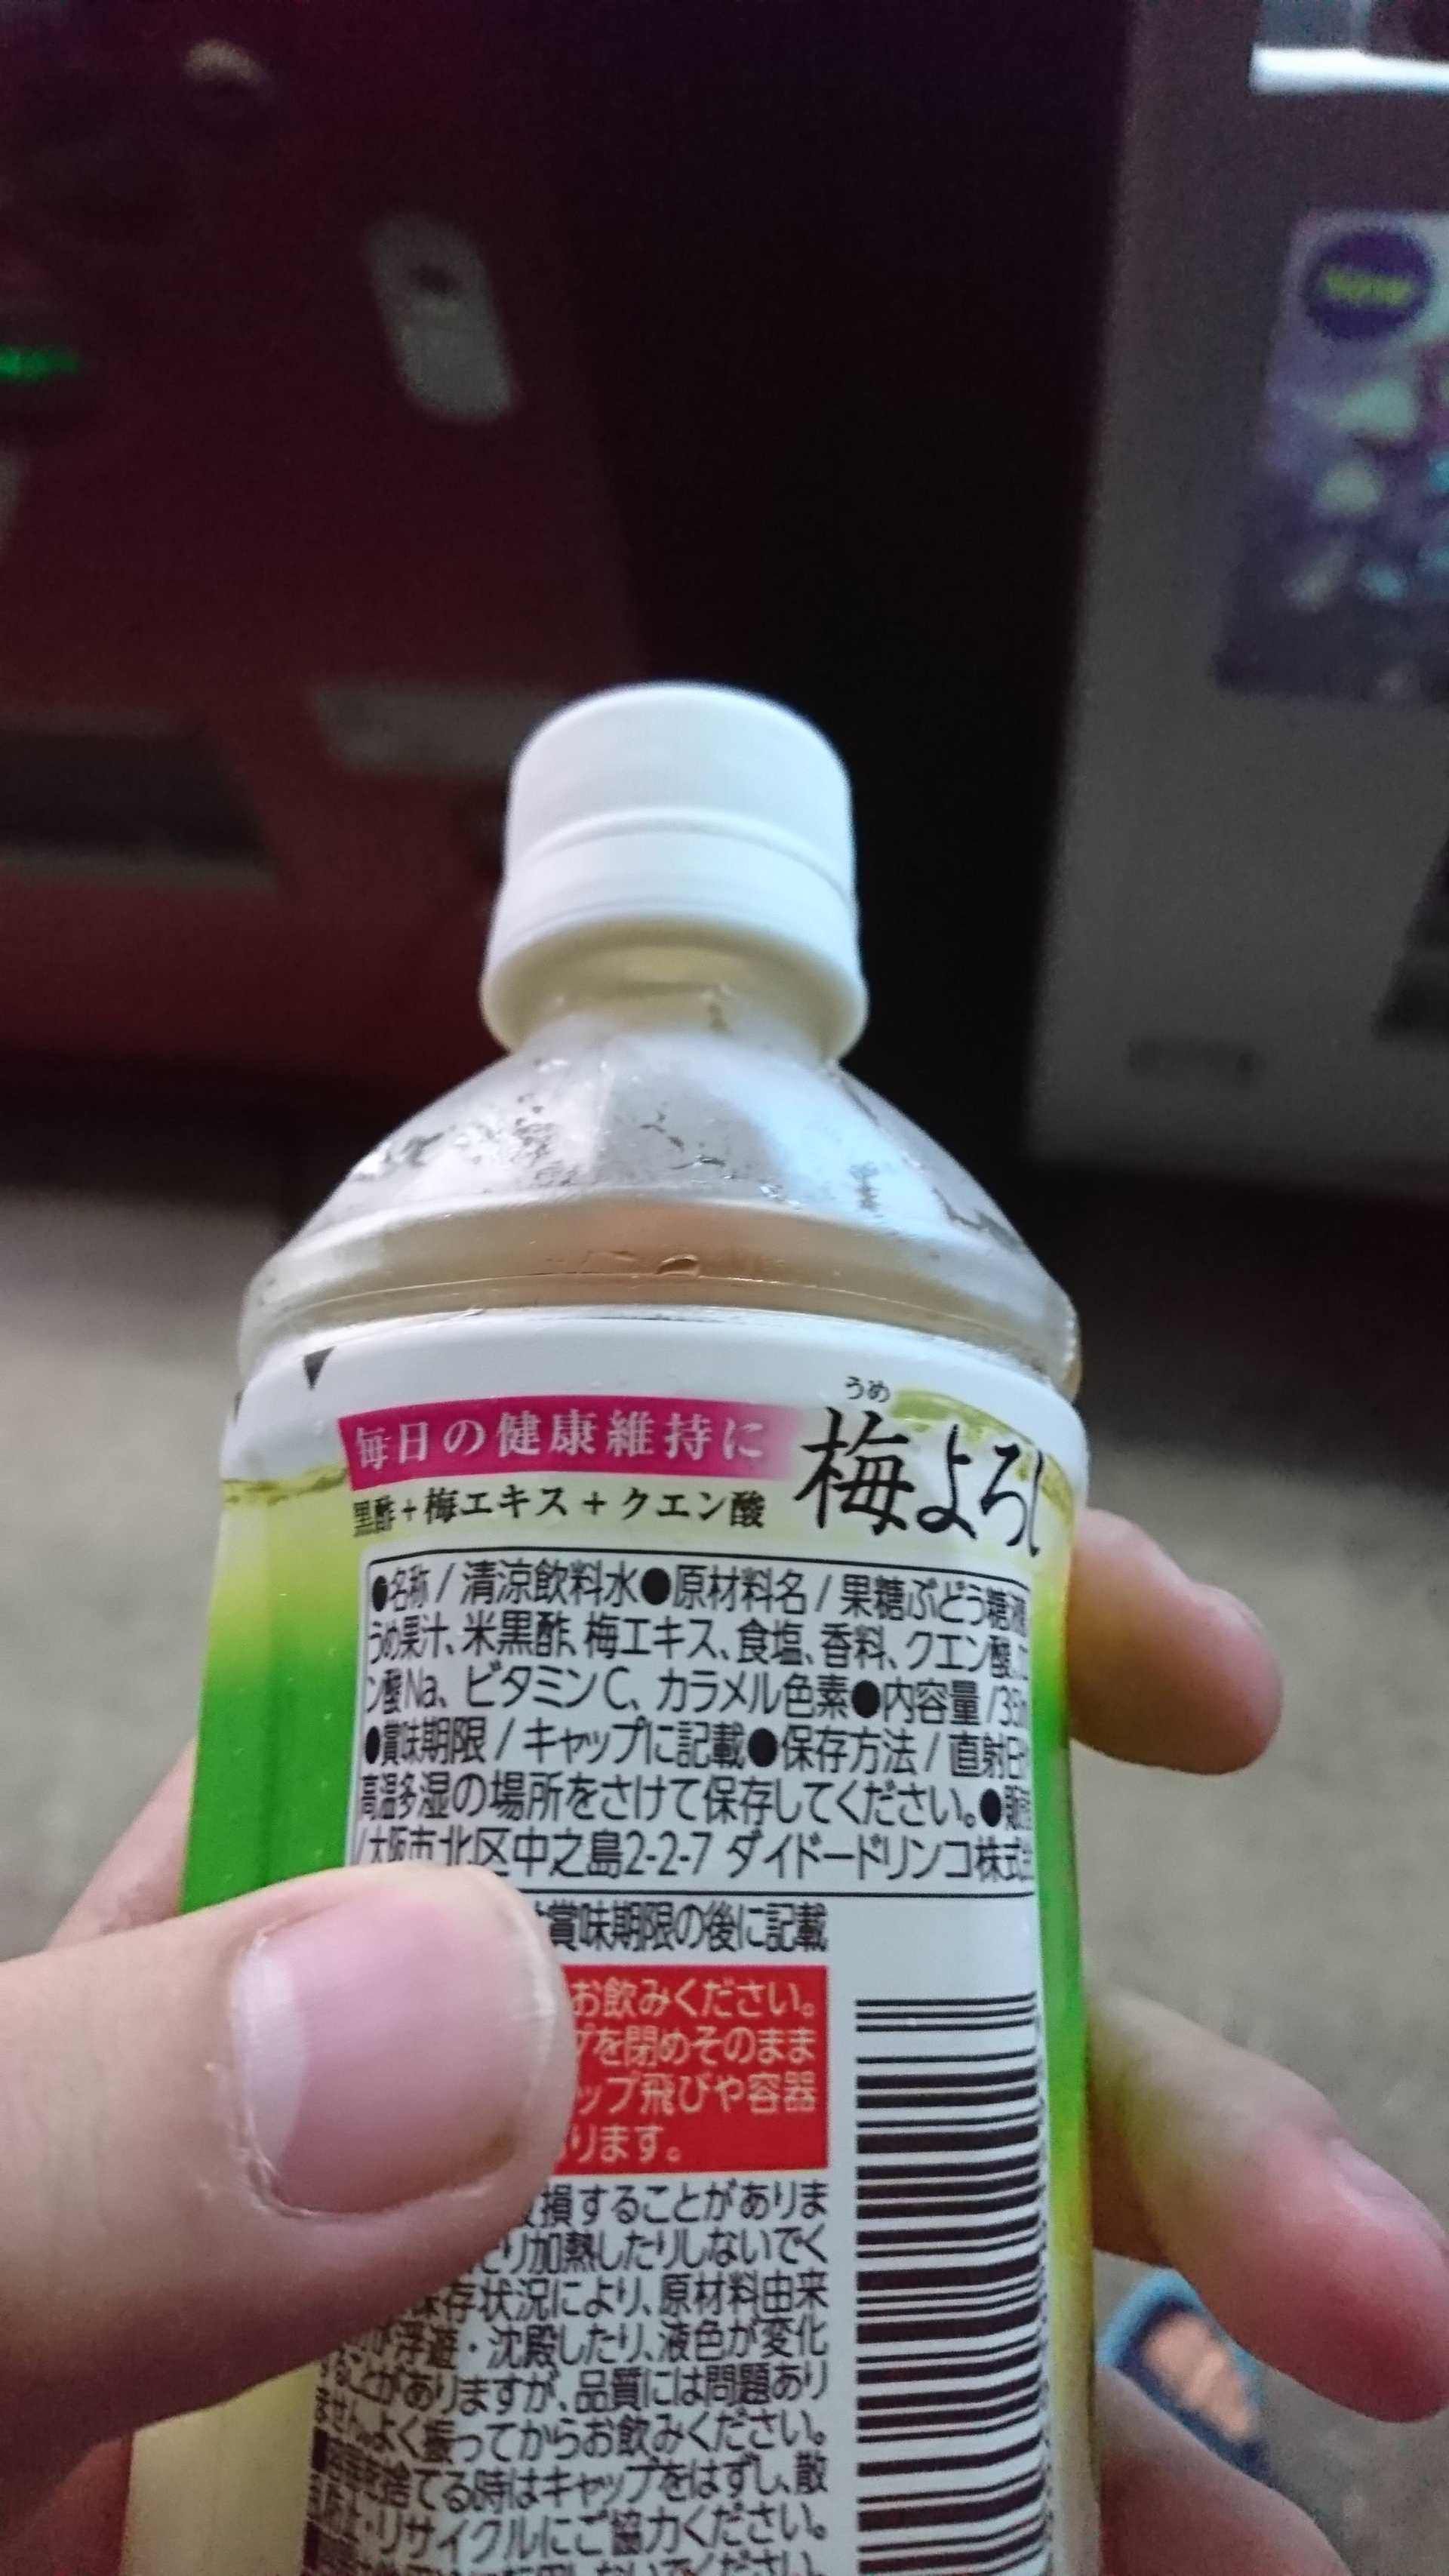 うめ
毎日の健康維持に 梅よろし
黒酢+梅エキス+クエン酸
●名称/清涼飲料水●原材料名/果糖ぶどう糖液
うめ果汁、米黒酢、梅エキス、食塩、香料、クエン酸、
ン酸Na、ビタミンC、カラメル色素●内容量/35
●賞味期限/キャップに記載●保存方法/直射日
高温多湿の場所をさけて保存してください。●販
/大阪市北区中之島2-2-7 ダイドードリンコ株式
賞味期限の後に記載
お飲みください。
プを閉めそのまま
ップ飛びや容器
ります。
損することがありま
り加熱したりしないでく
保存状況により、原材料由来
が浮遊・沈殿したり、液色が変化
ことがありますが、品質には問題あり
ません。よく振ってからお飲みください。
捨てる時はキャップをはずし、散
・リサイクルにご協力ください。